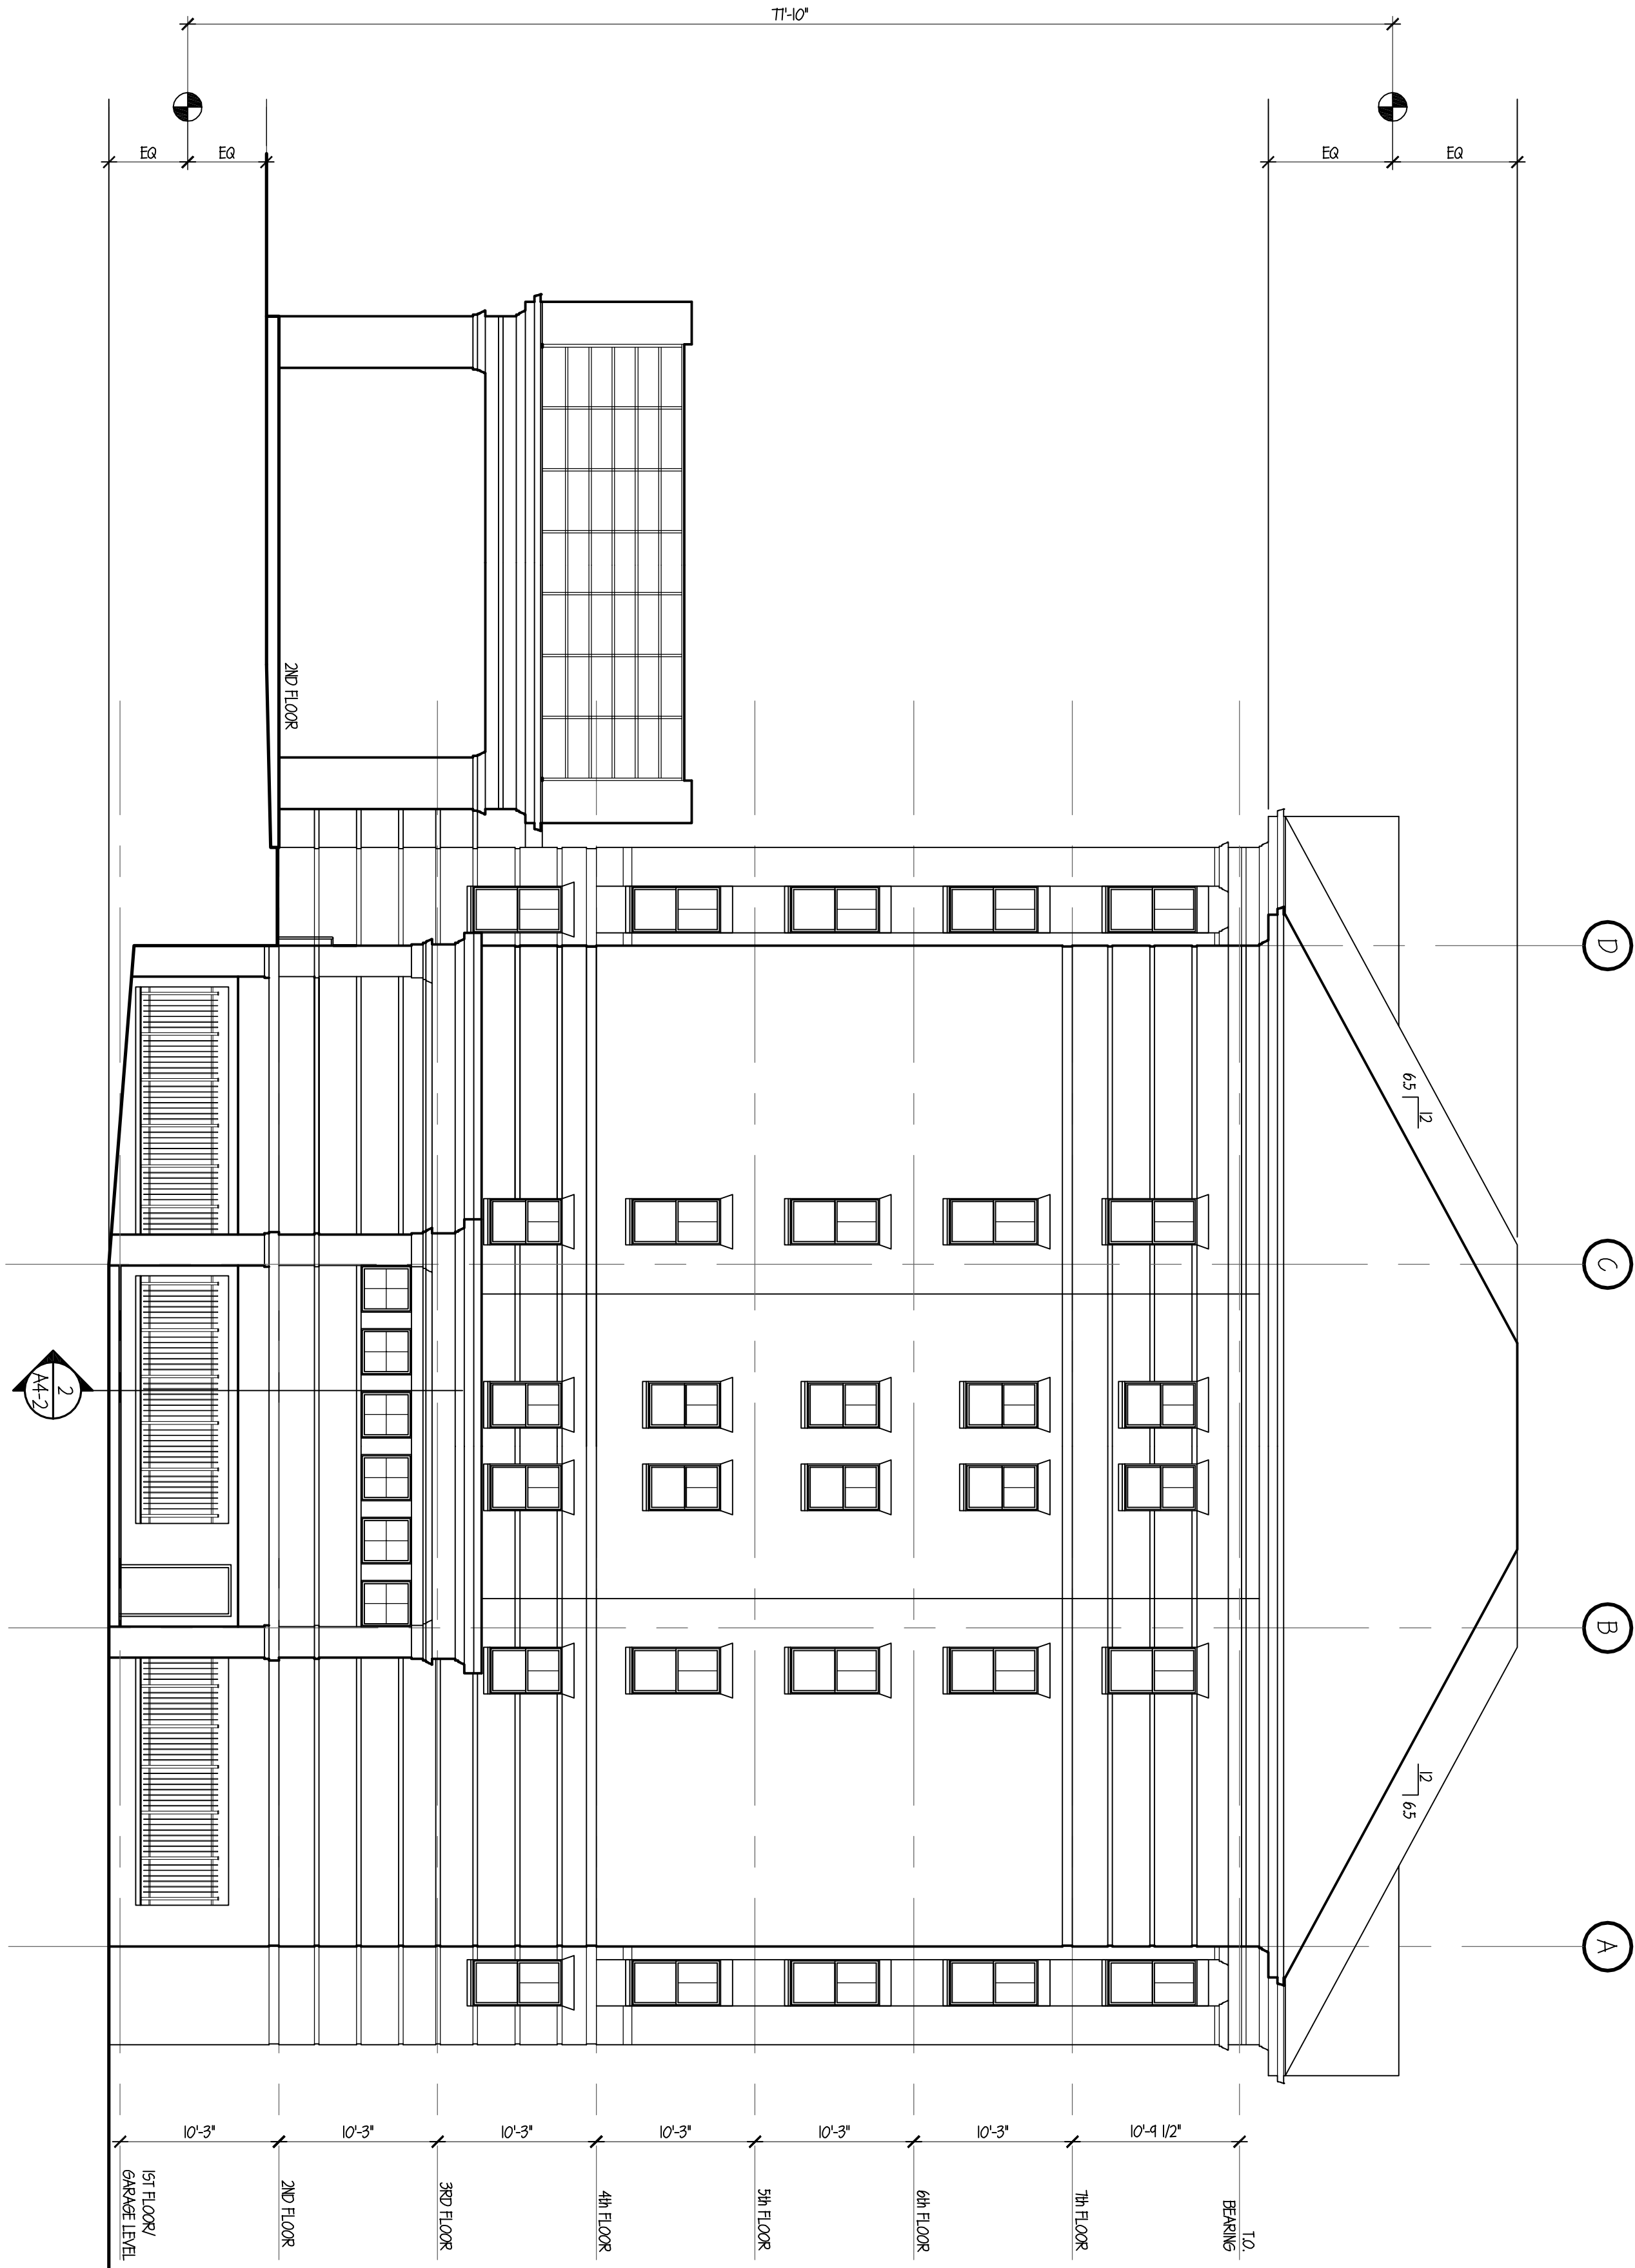 D
C
B
A
6.5
12
12
6.5
EQ
EQ
77'-10"
EQ
EQ
2ND FLOOR
T.O.
BEARING
10'-9 1/2"
7th FLOOR
10'-3"
6th FLOOR
10'-3"
5th FLOOR
10'-3"
4th FLOOR
10'-3"
3RD FLOOR
10'-3"
2ND FLOOR
10'-3"
1ST FLOOR/
GARAGE LEVEL
2
A4-2